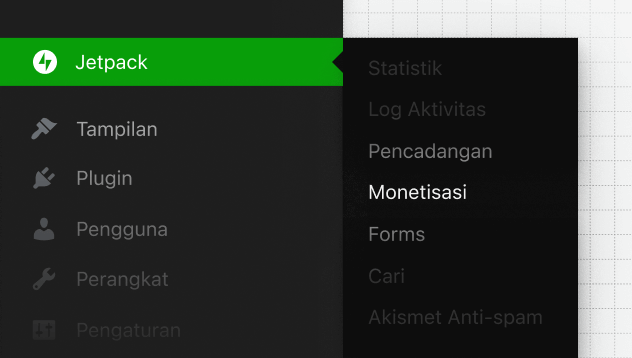 Jetpack
Tampilan
Plugin
Pengguna
Perangkat
Pengaturan
Statistik
Log Aktivitas
Pencadangan
Monetisasi
Forms
Cari
Akismet Anti-spam